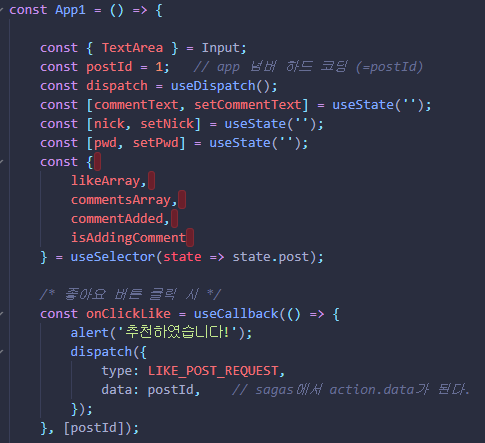 const App1 = () => {
const { TextArea } = Input;
const postId = 1;   // app 넘버 하드 코딩 (=postId)
const dispatch = useDispatch();
const [commentText, setCommentText] = useState('');
const [nick, setNick] = useState('');
const [pwd, setPwd] = useState('');
const {
likeArray,
commentsArray,
commentAdded,
isAddingComment
} = useSelector(state => state.post);
/* 좋아요 버튼 클릭 시 */
const onClickLike = useCallback(() => {
alert('추천하였습니다!');
dispatch({
type: LIKE_POST_REQUEST,
data: postId,    // sagas에서 action.data가 된다.
});
}, [postId]);